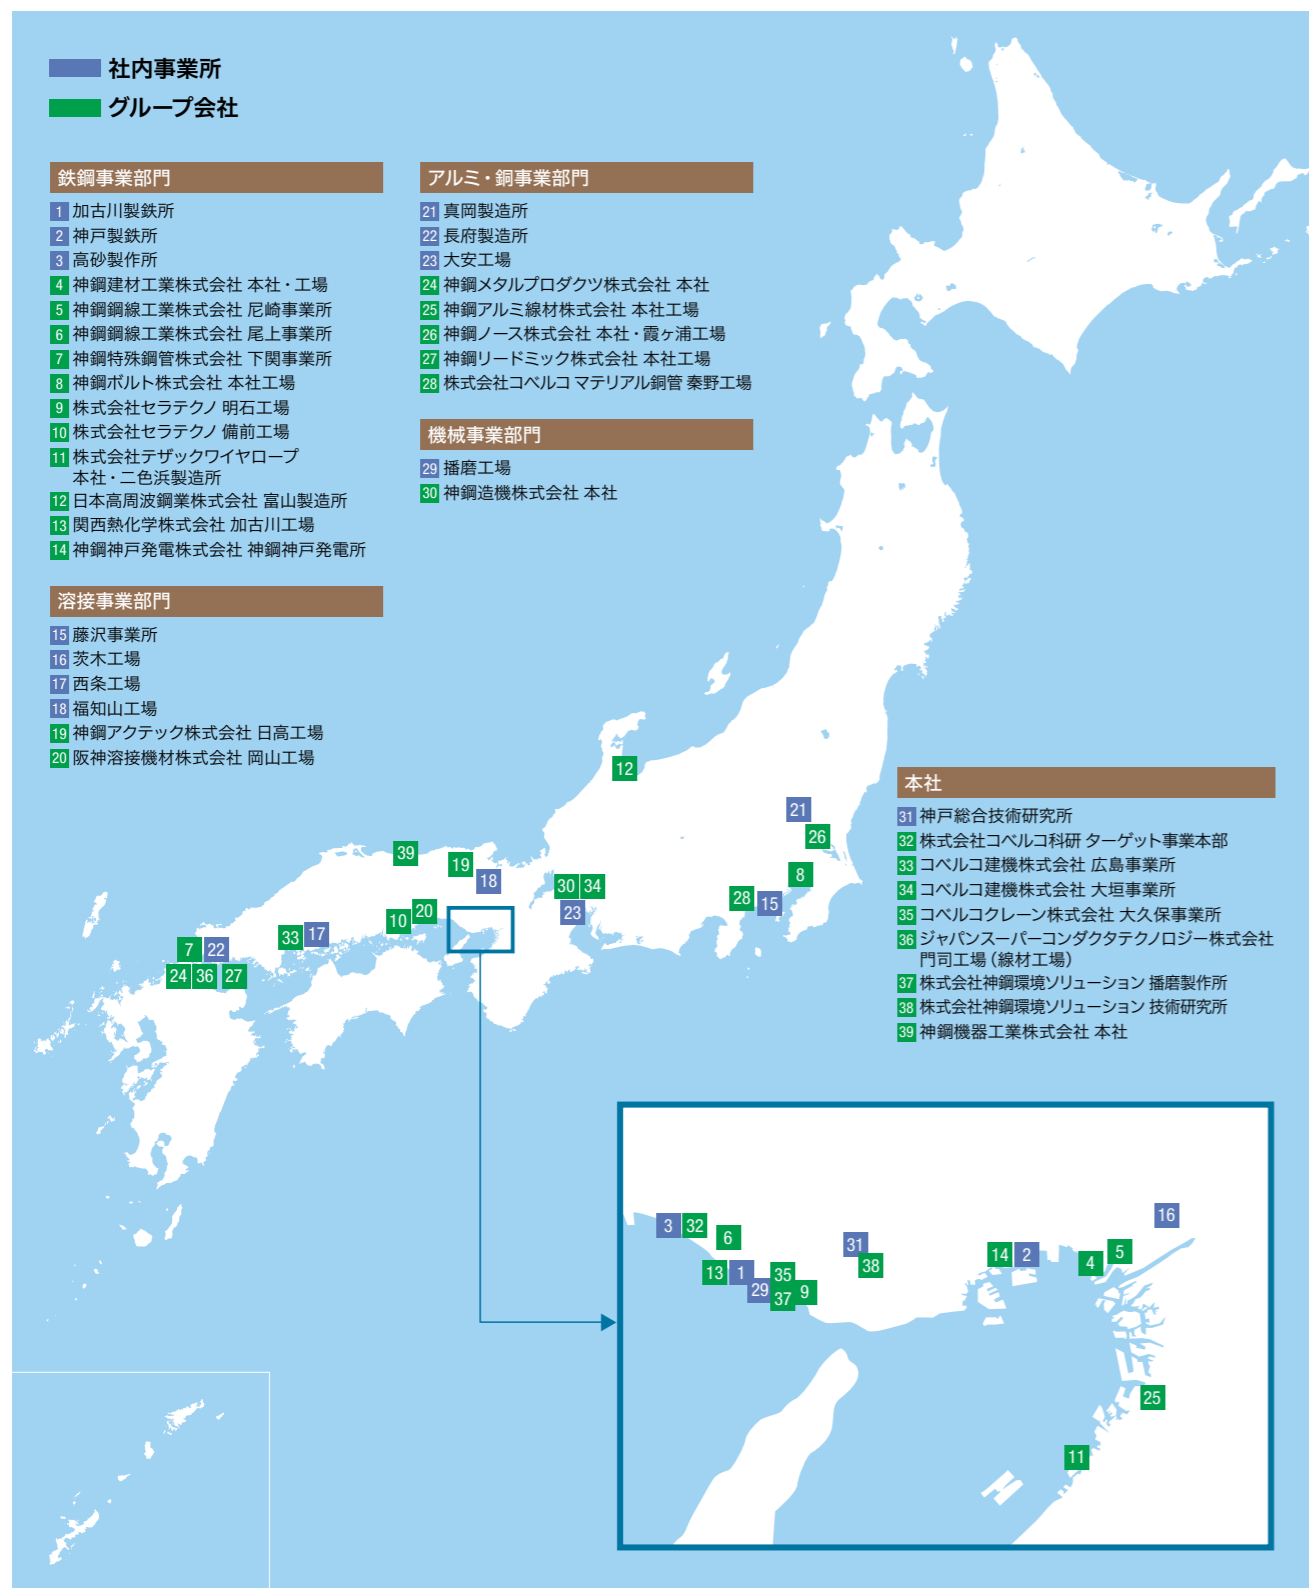 社内事業所
グループ会社
鉄鋼事業部門
1 加古川製鉄所
2 神戸製鉄所
3 高砂製作所
4 神鋼建材工業株式会社 本社・工場
5 神鋼鋼線工業株式会社 尼崎事業所
6 神鋼鋼線工業株式会社 尾上事業所
7 神鋼特殊鋼管株式会社 下関事業所
8 神鋼ボルト株式会社 本社工場
9 株式会社セラテクノ 明石工場
10 株式会社セラテクノ 備前工場
11 株式会社テザックワイヤロープ
本社・二色浜製造所
12 日本高周波鋼業株式会社 富山製造所
13 関西熱化学株式会社 加古川工場
14 神鋼神戸発電株式会社 神鋼神戸発電所
溶接事業部門
15 藤沢事業所
16 茨木工場
17 西条工場
18 福知山工場
19 神鋼アクテック株式会社 日高工場
20 阪神溶接機材株式会社 岡山工場
アルミ・銅事業部門
21 真岡製造所
22 長府製造所
23 大安工場
24 神鋼メタルプロダクツ株式会社 本社
25 神鋼アルミ線材株式会社 本社工場
26 神鋼ノース株式会社 本社・霞ヶ浦工場
27 神鋼リードミック株式会社 本社工場
28 株式会社コベルコ マテリアル銅管 秦野工場
機械事業部門
29 播磨工場
30 神鋼造機株式会社 本社
本社
31 神戸総合技術研究所
32 株式会社コベルコ科研 ターゲット事業本部
33 コベルコ建機株式会社 広島事業所
34 コベルコ建機株式会社 大垣事業所
35 コベルコクレーン株式会社 大久保事業所
36 ジャパンスーパーコンダクタテクノロジー株式会社
門司工場（線材工場）
37 株式会社神鋼環境ソリューション 播磨製作所
38 株式会社神鋼環境ソリューション 技術研究所
39 神鋼機器工業株式会社 本社
12
21
26
39
19
18
30 34
8
28 15
23
20
10
33 17
7 22
24 36 27
16
3 32
6
31
38
14 2
5
4
13 1
35
29
37 9
25
11